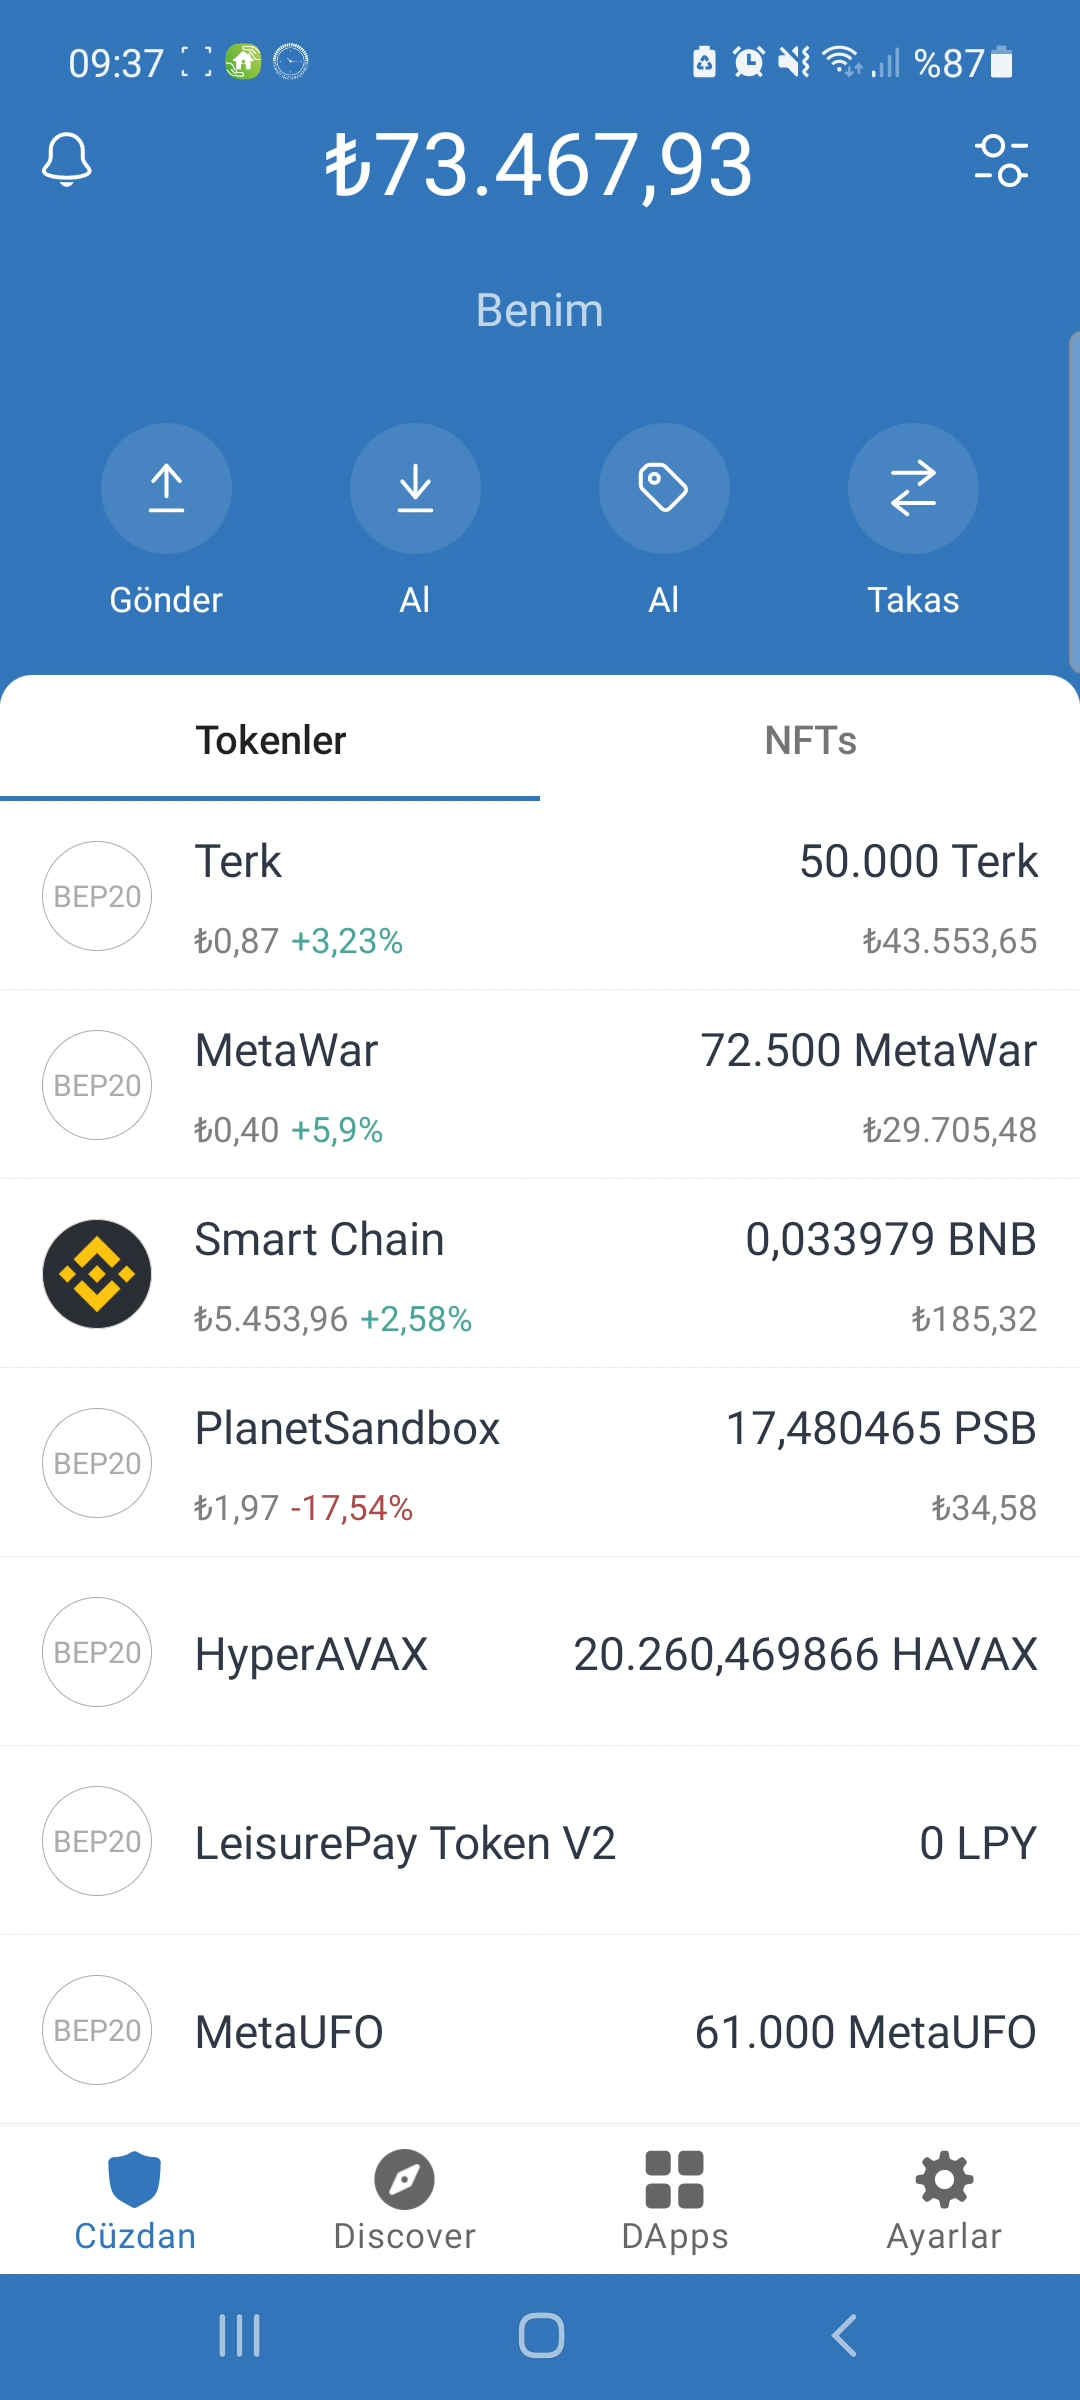 09:37
%87
₺73.467,93
Benim
Gönder
Al
Al
Takas
Tokenler
NFTs
BEP20
Terk
50.000 Terk
₺0,87 +3,23%
₺43.553,65
BEP20
MetaWar
72.500 MetaWar
₺0,40 +5,9%
₺29.705,48
Smart Chain
0,033979 BNB
₺5.453,96 +2,58%
₺185,32
BEP20
PlanetSandbox
17,480465 PSB
₺1,97 -17,54%
₺34,58
BEP20
HyperAVAX
20.260,469866 HAVAX
BEP20
LeisurePay Token V2
0 LPY
BEP20
MetaUFO
61.000 MetaUFO
Cüzdan
Discover
DApps
Ayarlar